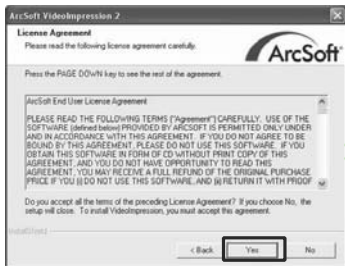 ArcSoft VideoImpression 2
License Agreement
Please read the following license agreement carefully.
ArcSoft
Press the PAGE DOWN key to see the rest of the agreement.
ArcSoft End User License Agreement
PLEASE READ THE FOLLOWING TERMS ("Agreement") CAREFULLY. USE OF THE
SOFTWARE (defined below) PROVIDED BY ARCSOFT IS PERMITTED ONLY UNDER
AND IN ACCORDANCE WITH THIS AGREEMENT. IF YOU DO NOT AGREE TO BE
BOUND BY THIS AGREEMENT, PLEASE DO NOT USE THIS SOFTWARE. IF YOU
OBTAIN THIS SOFTWARE IN FORM OF CD WITHOUT PRINT COPY OF THIS
AGREEMENT, AND YOU DO NOT HAVE OPPORTUNITY TO READ THIS
AGREEMENT, YOU MAY RECEIVE A FULL REFUND OF THE ORIGINAL PURCHASE
PRICE IF YOU (i) DO NOT USE THIS SOFTWARE, AND (ii) RETURN IT WITH PROOF
Do you accept all the terms of the preceding License Agreement? If you choose No, the
setup will close. To install VideoImpression, you must accept this agreement.
InstallShield
< Back
Yes
No